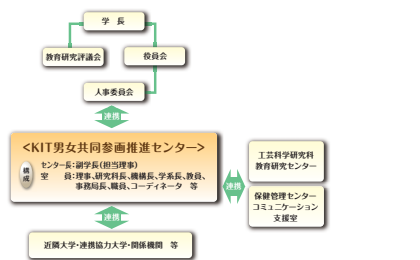 学 長
教育研究評議会
役員会
人事委員会
連携
<KIT男女共同参画推進センター>
構成
センター長:副学長(担当理事)
室　員:理事、研究科長、機構長、学系長、教員、
事務局長、職員、コーディネータ 等
連携
工芸科学研究科
教育研究センター
保健管理センター
コミュニケーション
支援室
連携
近隣大学・連携協力大学・関係機関 等